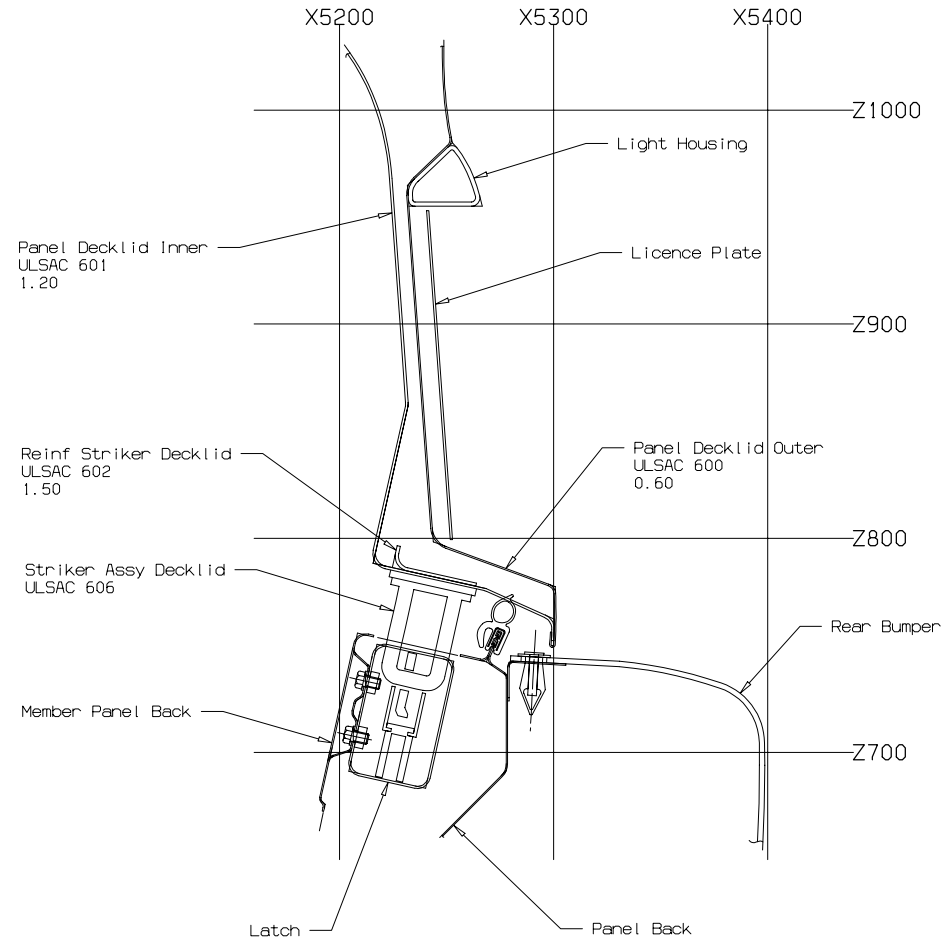 X5200
X5300
X5400
Z1000
Light Housing
Panel Decklid Inner
ULSAC 601
1.20
Licence Plate
Z900
Reinf Striker Decklid
ULSAC 602
1.50
Panel Decklid Outer
ULSAC 600
0.60
Z800
Striker Assy Decklid
ULSAC 606
Rear Bumper
Member Panel Back
Z700
Latch
Panel Back